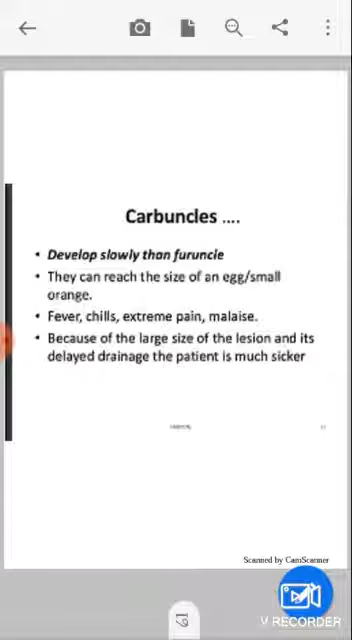 Carbuncles ....
• Develop slowly than furuncle
• They can reach the size of an egg/small
orange.
• Fever, chills, extreme pain, malaise.
• Because of the large size of the lesion and its
delayed drainage the patient is much sicker
Scanned by CamScanner
V RECORDER